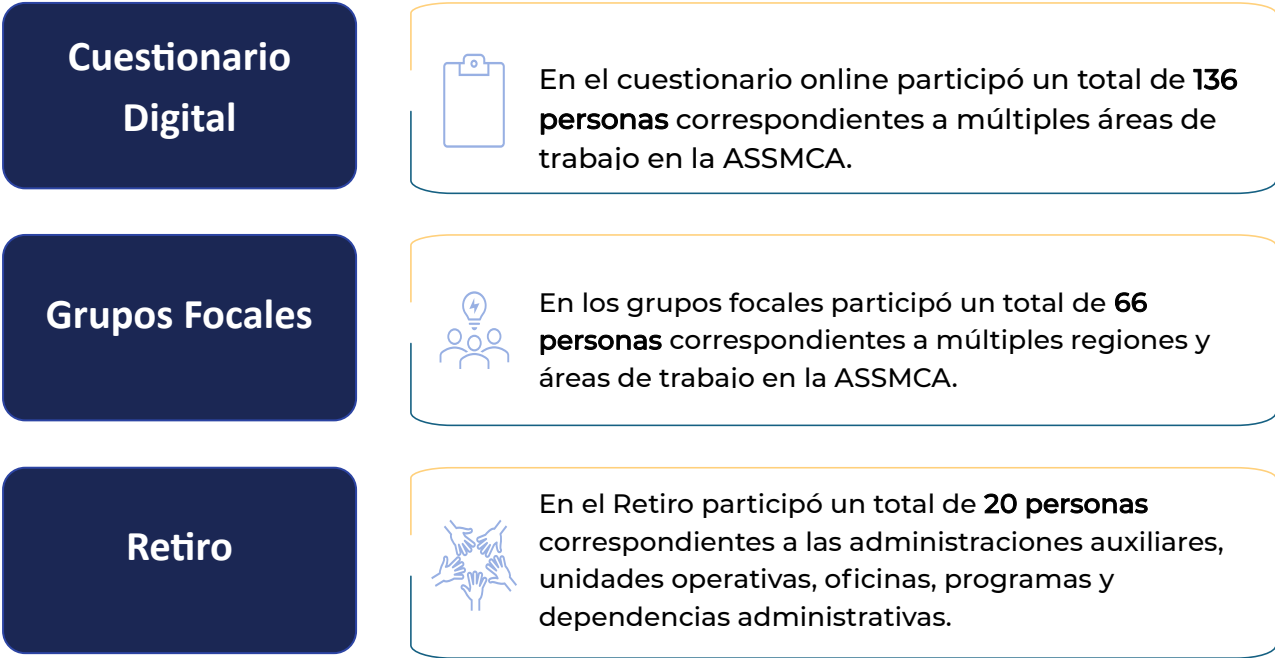 Cuestionario
Digital
En el cuestionario online participó un total de 136
personas correspondientes a múltiples áreas de
trabajo en la ASSMCA.
Grupos Focales
En los grupos focales participó un total de 66
personas correspondientes a múltiples regiones y
áreas de trabajo en la ASSMCA.
Retiro
En el Retiro participó un total de 20 personas
correspondientes a las administraciones auxiliares,
unidades operativas, oficinas, programas y
dependencias administrativas.